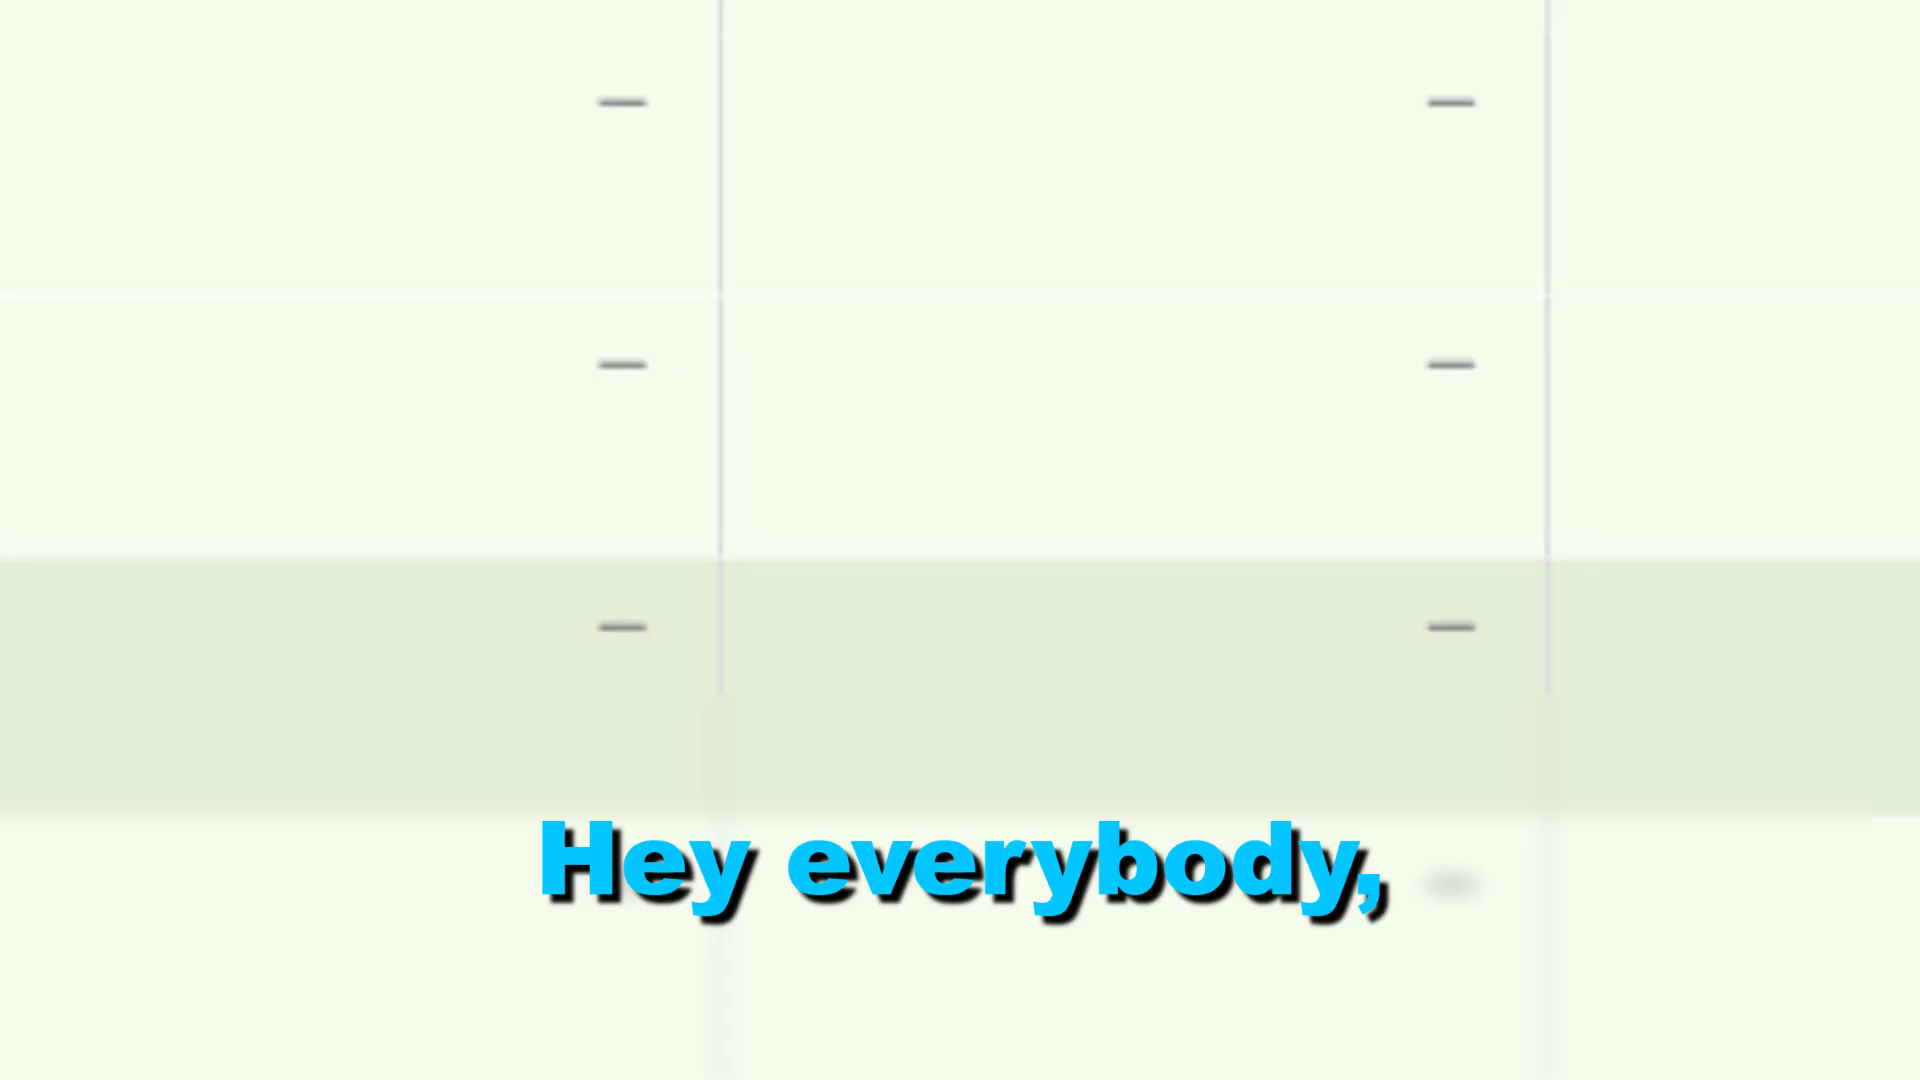 — —
— —
— —
Hey everybody,